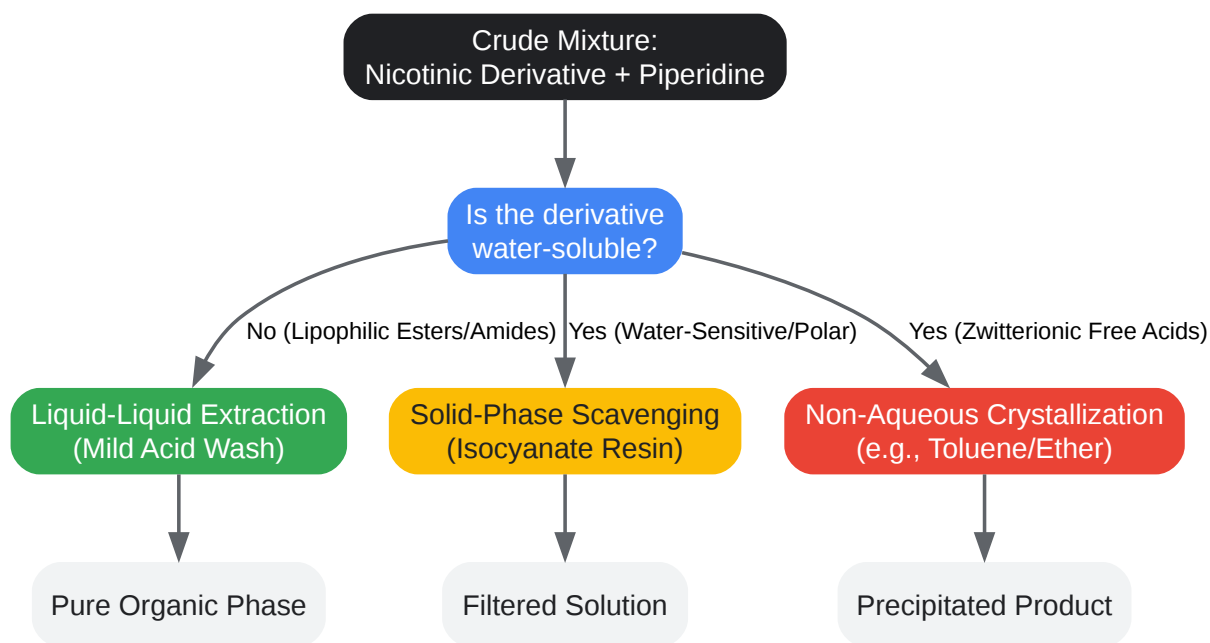 Crude Mixture:
Nicotinic Derivative + Piperidine
Is the derivative
water-soluble?
No (Lipophilic Esters/Amides)
Yes (Water-Sensitive/Polar)
Yes (Zwitterionic Free Acids)
Liquid-Liquid Extraction
(Mild Acid Wash)
Solid-Phase Scavenging
(Isocyanate Resin)
Non-Aqueous Crystallization
(e.g., Toluene/Ether)
Pure Organic Phase
Filtered Solution
Precipitated Product